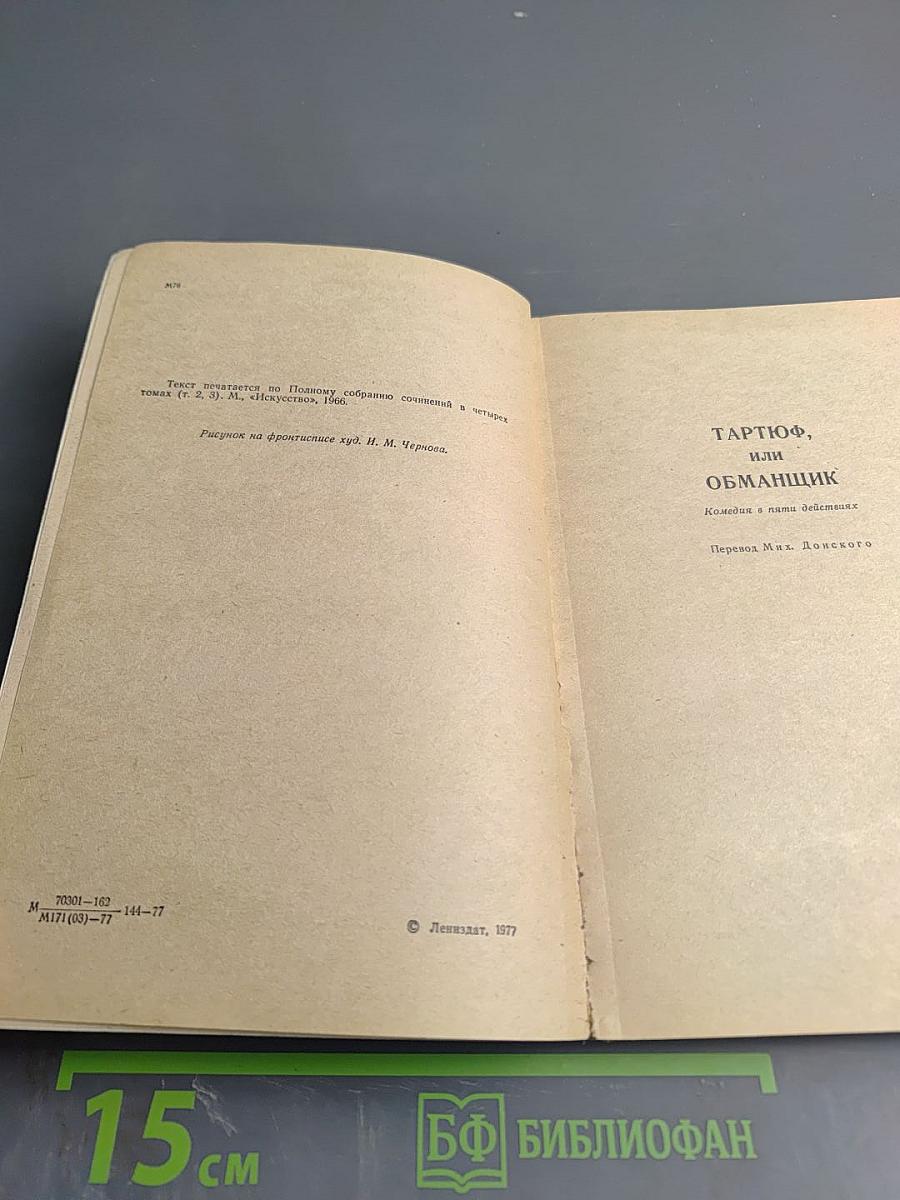 М76
Текст печатается по Полному собранию сочинений в четырех
томах (т. 2, 3). М., «Искусство», 1966.
Рисунок на фронтисписе худ. И. М. Чернова.
М 70301—162
М171(03)—77 144—77
© Лениздат, 1977
ТАРТЮФ,
или
ОБМАНЩИК
Комедия в пяти действиях
Перевод Мих. Донского
15 см
БФ БИБЛИОФАН